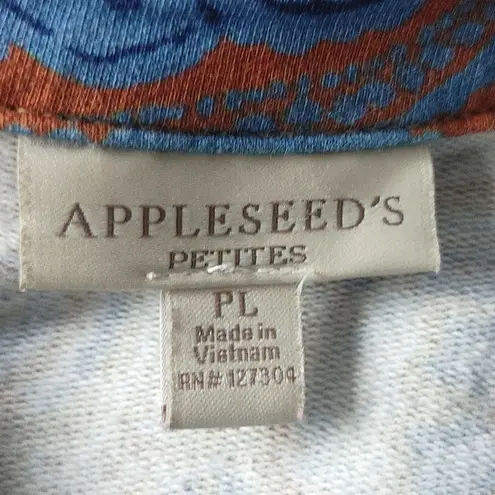 APPLESEED'S
PETITES
PL
Made in
Vietnam
RN# 127304